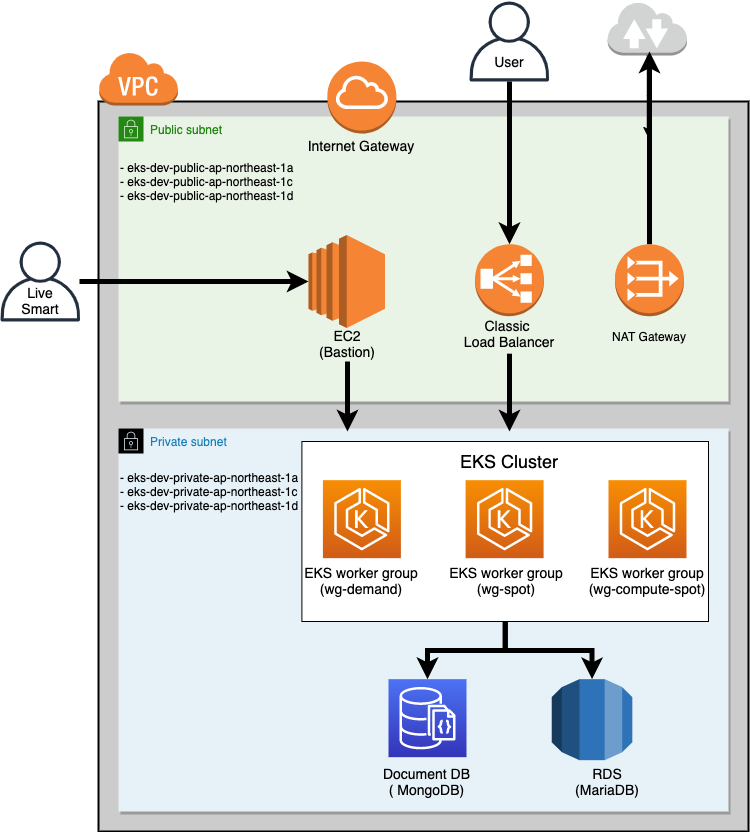 User
VPC
Internet Gateway
Public subnet
- eks-dev-public-ap-northeast-1a
- eks-dev-public-ap-northeast-1c
- eks-dev-public-ap-northeast-1d
Live
Smart
EC2
(Bastion)
Classic
Load Balancer
NAT Gateway
Private subnet
- eks-dev-private-ap-northeast-1a
- eks-dev-private-ap-northeast-1c
- eks-dev-private-ap-northeast-1d
EKS Cluster
K
K
K
EKS worker group
(wg-demand)
EKS worker group
(wg-spot)
EKS worker group
(wg-compute-spot)
Document DB
( MongoDB)
RDS
(MariaDB)